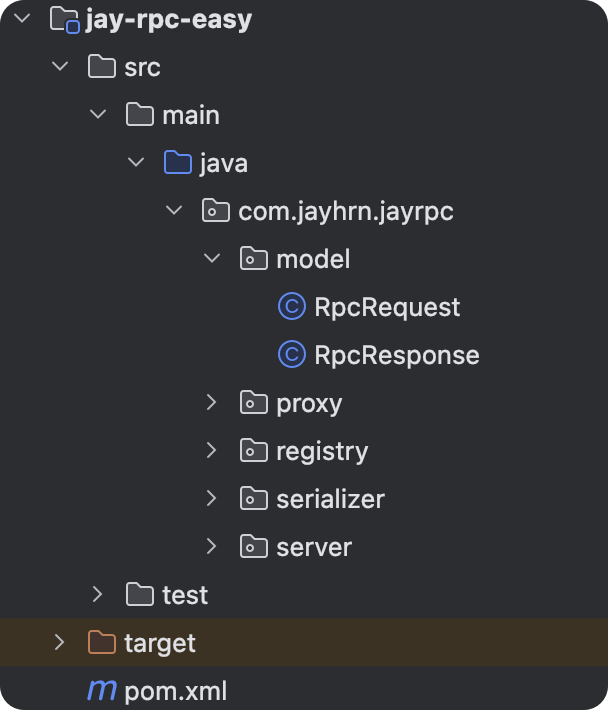 jay-rpc-easy
src
main
java
com.jayhrn.jayrpc
model
C RpcRequest
C RpcResponse
proxy
registry
serializer
server
test
target
m pom.xml